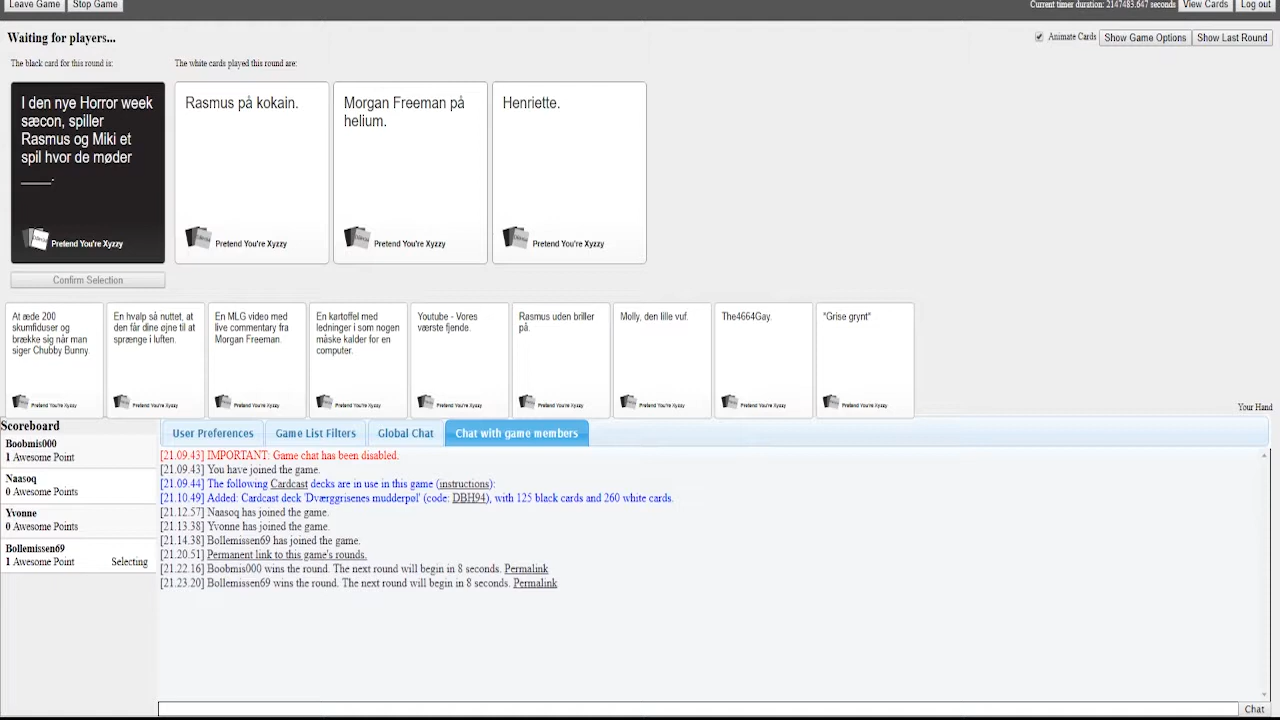 Leave Game Stop Game Current timer duration: 2147483.647 seconds View Cards Log out
Waiting for players... Animate Cards Show Game Options Show Last Round
The black card for this round is: The white cards played this round are:
I den nye Horror week
sæcon, spiller
Rasmus og Miki et
spil hvor de møder
____.
Pretend You're Xyzzy
Rasmus på kokain.
Pretend You're Xyzzy
Morgan Freeman på
helium.
Pretend You're Xyzzy
Henriette.
Pretend You're Xyzzy
Confirm Selection
At æde 200
skumfiduser og
brække sig når man
siger Chubby Bunny.
Pretend You're Xyzzy
En hvalp så nuttet, at
den får dine øjne til at
sprænge i luften.
Pretend You're Xyzzy
En MLG video med
live commentary fra
Morgan Freeman.
Pretend You're Xyzzy
En kartoffel med
ledninger i som nogen
måske kalder for en
computer.
Pretend You're Xyzzy
Youtube - Vores
værste fjende.
Pretend You're Xyzzy
Rasmus uden briller
på.
Pretend You're Xyzzy
Molly, den lille vuf.
Pretend You're Xyzzy
The4664Gay.
Pretend You're Xyzzy
*Grise grynt*
Pretend You're Xyzzy
Your Hand
Scoreboard
Boobmis000
1 Awesome Point
Naasoq
0 Awesome Points
Yvonne
0 Awesome Points
Bollemissen69
1 Awesome Point Selecting
User Preferences Game List Filters Global Chat Chat with game members
[21.09.43] IMPORTANT: Game chat has been disabled.
[21.09.43] You have joined the game.
[21.09.44] The following Cardcast decks are in use in this game (instructions):
[21.10.49] Added: Cardcast deck 'Dværggrisenes mudderpøl' (code: DBH94), with 125 black cards and 260 white cards.
[21.12.57] Naasoq has joined the game.
[21.13.38] Yvonne has joined the game.
[21.14.38] Bollemissen69 has joined the game.
[21.20.51] Permanent link to this game's rounds.
[21.22.16] Boobmis000 wins the round. The next round will begin in 8 seconds. Permalink
[21.23.20] Bollemissen69 wins the round. The next round will begin in 8 seconds. Permalink
Chat